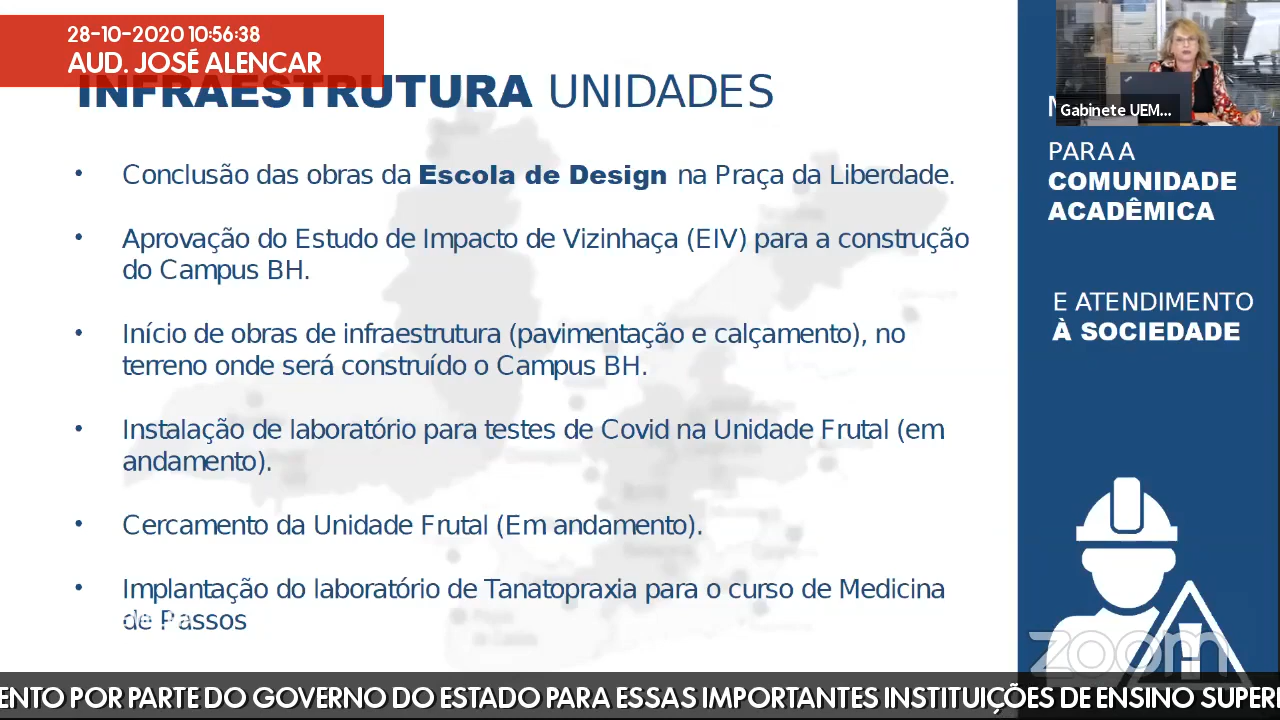 28-10-2020 10:56:38
AUD. JOSÉ ALENCAR
INFRAESTRUTURA UNIDADES
• Conclusão das obras da Escola de Design na Praça da Liberdade.
• Aprovação do Estudo de Impacto de Vizinhaça (EIV) para a construção
do Campus BH.
• Início de obras de infraestrutura (pavimentação e calçamento), no
terreno onde será construído o Campus BH.
• Instalação de laboratório para testes de Covid na Unidade Frutal (em
andamento).
• Cercamento da Unidade Frutal (Em andamento).
• Implantação do laboratório de Tanatopraxia para o curso de Medicina
de Passos
Gabinete UEM...
PARA A
COMUNIDADE
ACADÊMICA
E ATENDIMENTO
À SOCIEDADE
zoom
ENTO POR PARTE DO GOVERNO DO ESTADO PARA ESSAS IMPORTANTES INSTITUIÇÕES DE ENSINO SUPERI